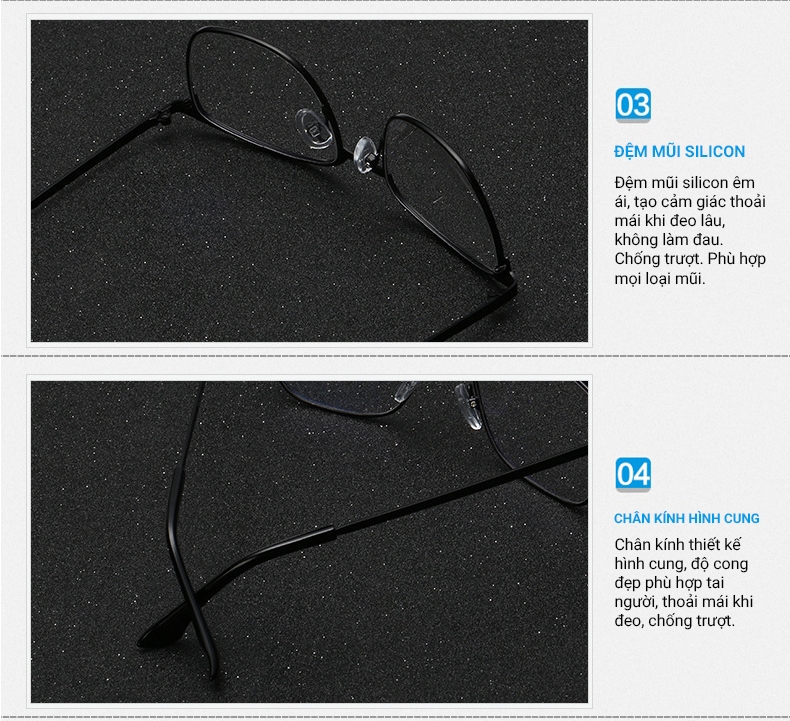 03
ĐỆM MŨI SILICON
Đệm mũi silicon êm
ái, tạo cảm giác thoải
mái khi đeo lâu,
không làm đau.
Chống trượt. Phù hợp
mọi loại mũi.
04
CHÂN KÍNH HÌNH CUNG
Chân kính thiết kế
hình cung, độ cong
đẹp phù hợp tai
người, thoải mái khi
đeo, chống trượt.